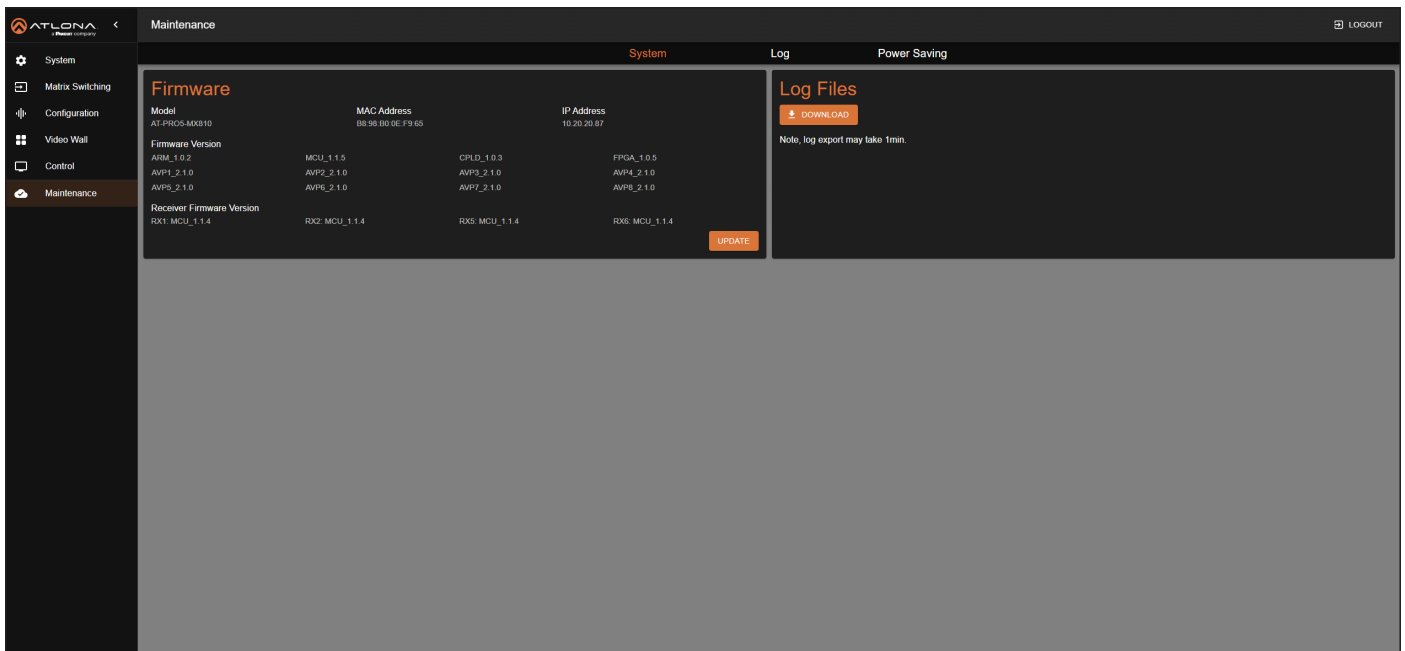 ATLONA
a Panduit company
Maintenance
LOGOUT
System
Matrix Switching
Configuration
Video Wall
Control
Maintenance
System Log Power Saving
Firmware
Model MAC Address IP Address
AT-PRO5-MX810 B8:98:B0:0E:F9:65 10.20.20.87
Firmware Version
ARM_1.0.2 MCU_1.1.5 CPLD_1.0.3 FPGA_1.0.5
AVP1_2.1.0 AVP2_2.1.0 AVP3_2.1.0 AVP4_2.1.0
AVP5_2.1.0 AVP6_2.1.0 AVP7_2.1.0 AVP8_2.1.0
Receiver Firmware Version
RX1: MCU_1.1.4 RX2: MCU_1.1.4 RX5: MCU_1.1.4 RX6: MCU_1.1.4
UPDATE
Log Files
DOWNLOAD
Note, log export may take 1min.